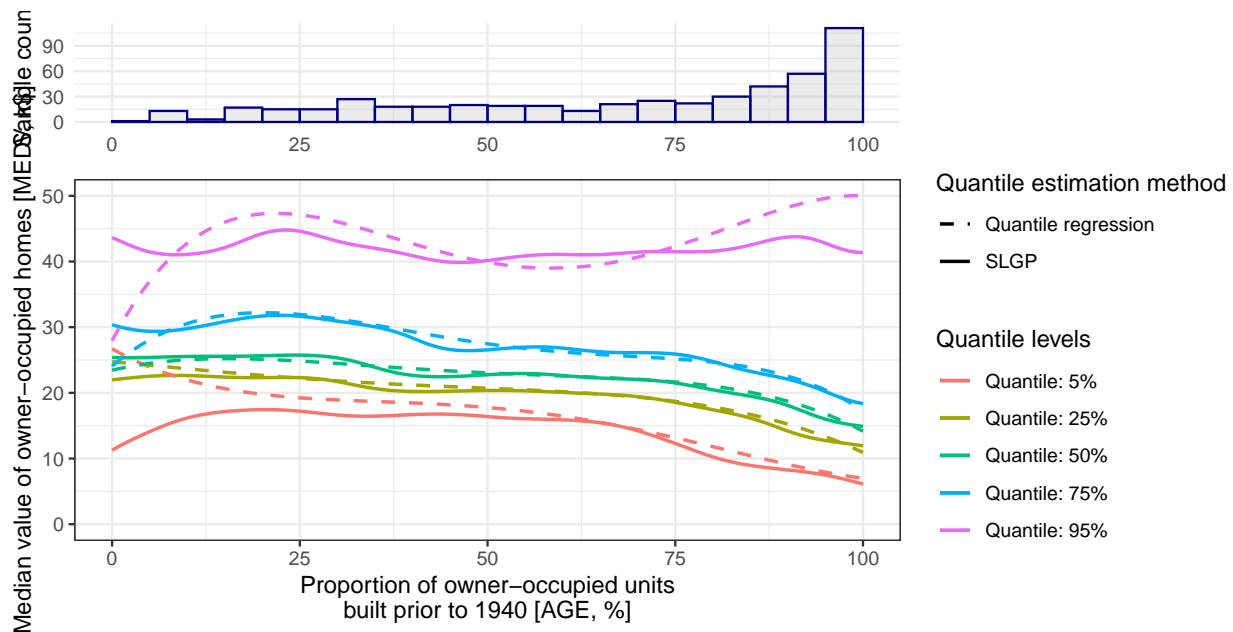 90
60
30
0
0
25
50
75
100
Median value of owner−occupied homes
50
40
30
20
10
0
0
25
50
75
100
Proportion of owner−occupied units
built prior to 1940 [AGE, %]
Quantile estimation method
Quantile regression
SLGP
Quantile levels
Quantile: 5%
Quantile: 25%
Quantile: 50%
Quantile: 75%
Quantile: 95%